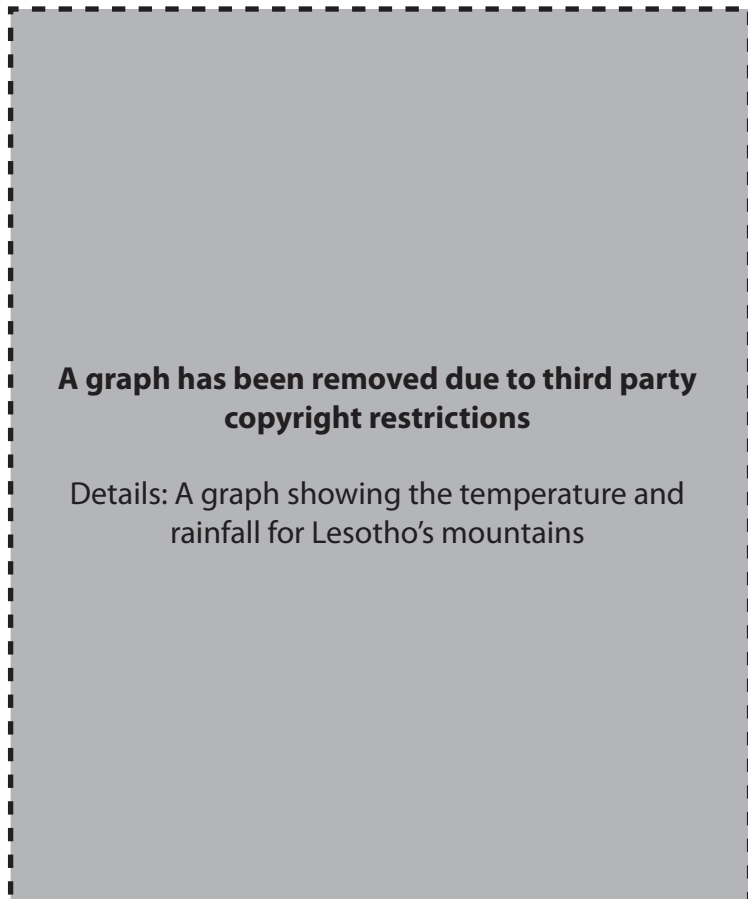 A graph has been removed due to third party
copyright restrictions
Details: A graph showing the temperature and
rainfall for Lesotho’s mountains